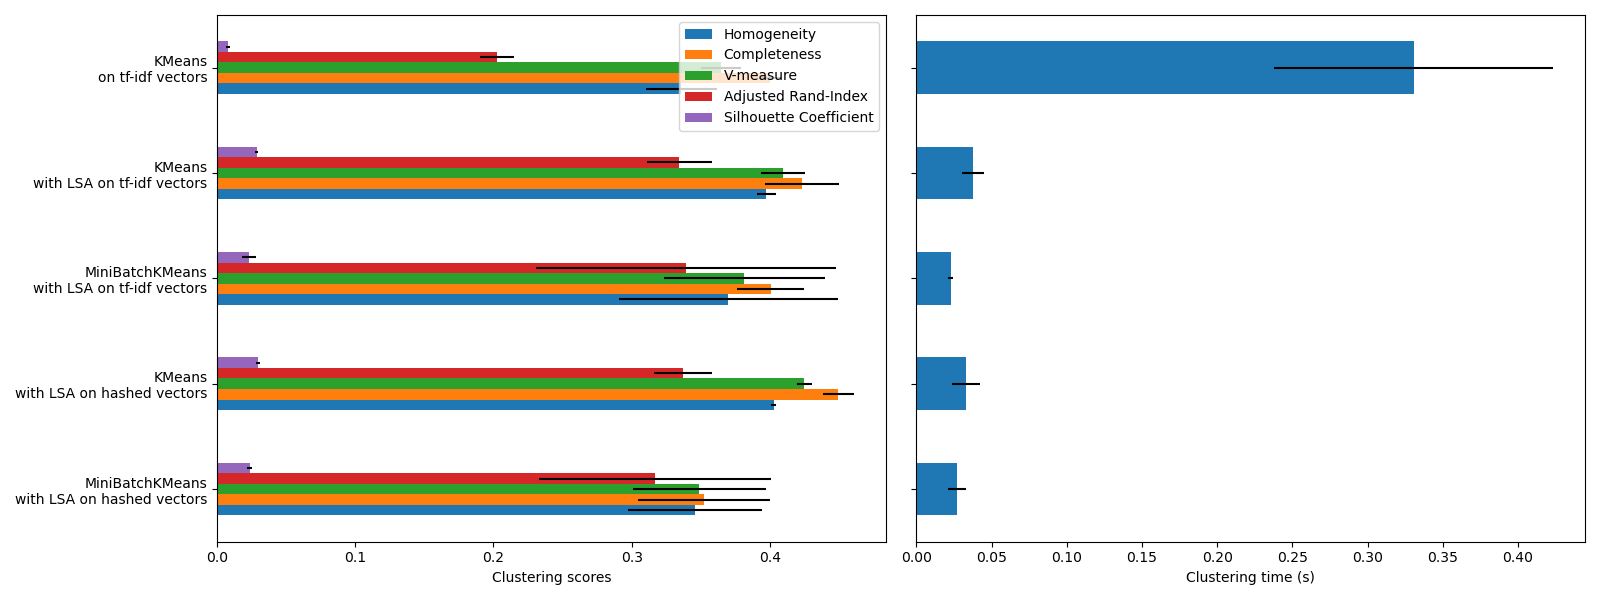 KMeans
on tf-idf vectors
KMeans
with LSA on tf-idf vectors
MiniBatchKMeans
with LSA on tf-idf vectors
KMeans
with LSA on hashed vectors
MiniBatchKMeans
with LSA on hashed vectors
Homogeneity
Completeness
V-measure
Adjusted Rand-Index
Silhouette Coefficient
0.0 0.1 0.2 0.3 0.4
Clustering scores
0.00 0.05 0.10 0.15 0.20 0.25 0.30 0.35 0.40
Clustering time (s)